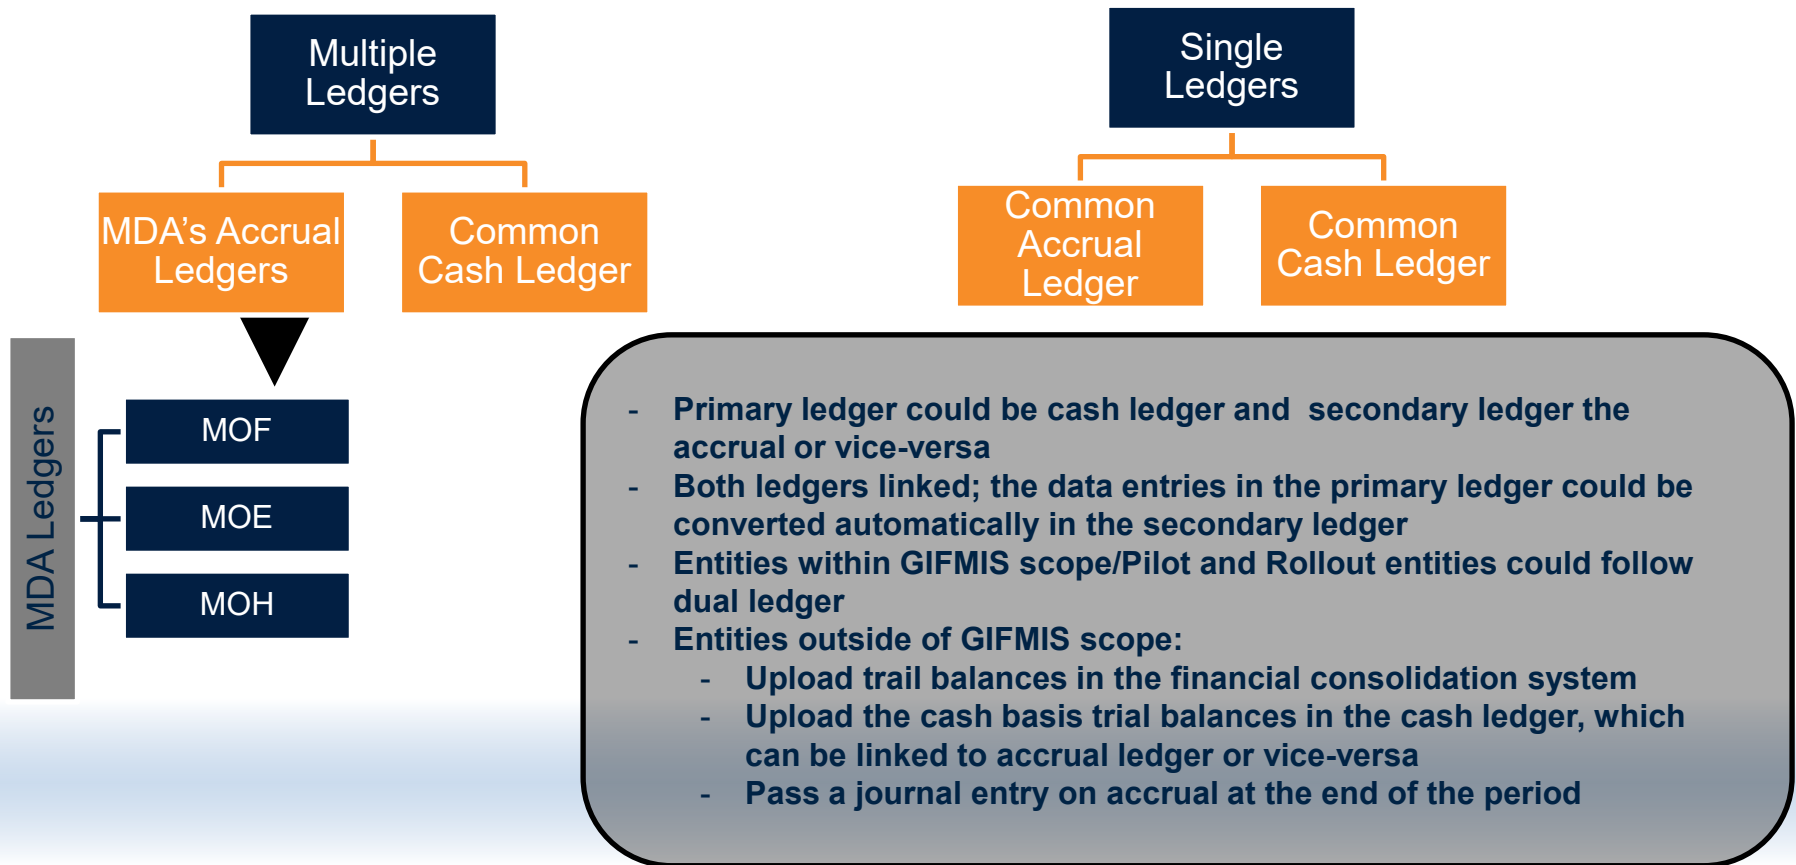 Multiple
Ledgers
MDA's Accrual
Ledgers
Common
Cash Ledger
MDA Ledgers
MOF
MOE
MOH
Single
Ledgers
Common
Accrual
Ledger
Common
Cash Ledger
- Primary ledger could be cash ledger and secondary ledger the
accrual or vice-versa
- Both ledgers linked; the data entries in the primary ledger could be
converted automatically in the secondary ledger
- Entities within GIFMIS scope/Pilot and Rollout entities could follow
dual ledger
- Entities outside of GIFMIS scope:
- Upload trail balances in the financial consolidation system
- Upload the cash basis trial balances in the cash ledger, which
can be linked to accrual ledger or vice-versa
- Pass a journal entry on accrual at the end of the period